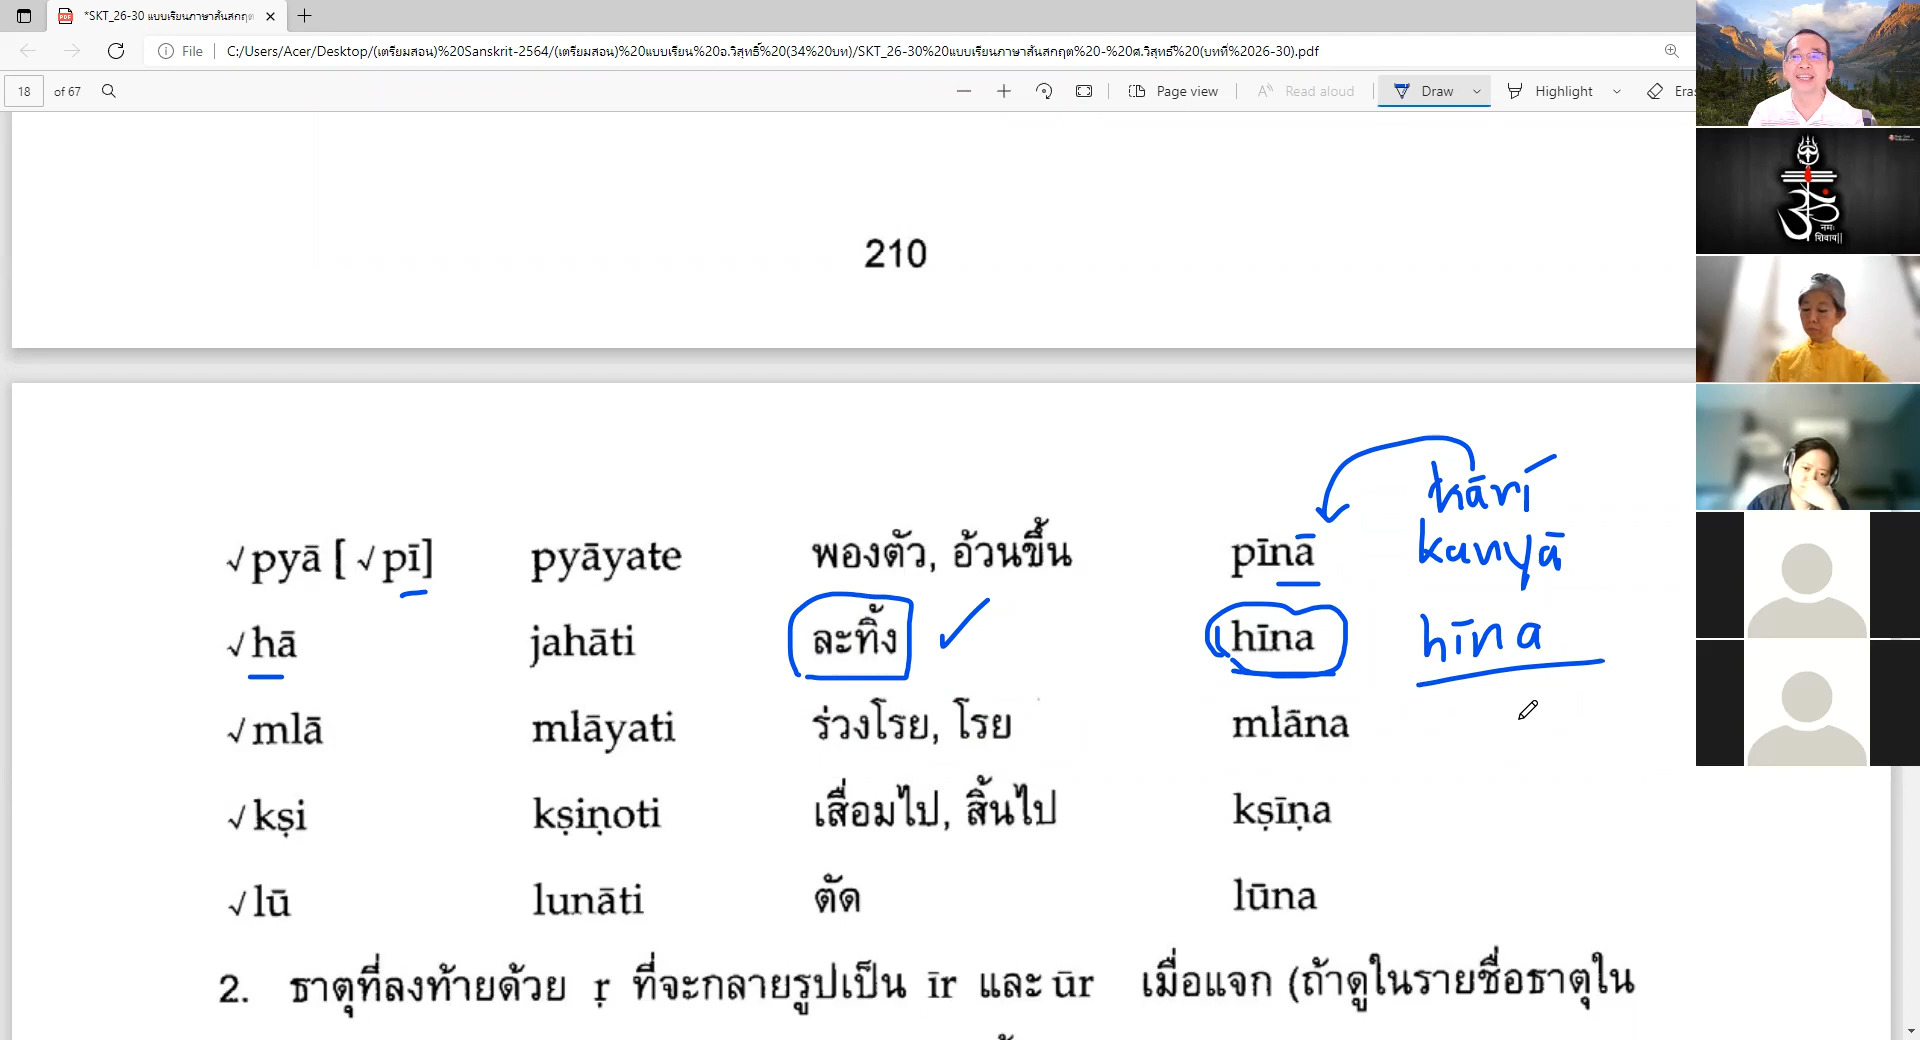 *SKT_26-30 แบบเรียนภาษาสันสกฤต
File C:/Users/Acer/Desktop/(เตรียมสอน)%20Sanskrit-2564/(เตรียมสอน)%20แบบเรียน%20อ.วิสุทธิ์%20(34%20บท)/SKT_26-30%20แบบเรียนภาษาสันสกฤต%20-%20ศ.วิสุทธ์%20(บทที่%2026-30).pdf
18 of 67 Page view Read aloud Draw Highlight Eras
210
नमः
शिवाय||
kārī
kanyā
√pyā [√pī] pyāyate พองตัว, อ้วนขึ้น pīnā
√hā jahāti ละทิ้ง hīna hīna
√mlā mlāyati ร่วงโรย, โรย mlāna
√kṣi kṣiṇoti เสื่อมไป, สิ้นไป kṣīṇa
√lū lunāti ตัด lūna
2. ธาตุที่ลงท้ายด้วย ṛ ที่จะกลายรูปเป็น īr และ ūr เมื่อแจก (ถ้าดูในรายชื่อธาตุใน